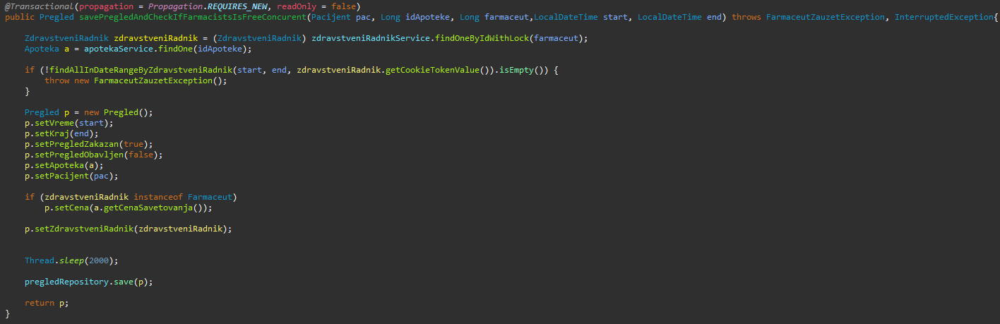 @Transactional(propagation = Propagation.REQUIRES_NEW, readOnly = false)
public Pregled savePregledAndCheckIfFarmacistsIsFreeConcurent(Pacijent pac, Long idApoteke, Long farmaceut,LocalDateTime start, LocalDateTime end) throws FarmaceutZauzetException, InterruptedException{
ZdravstveniRadnik zdravstveniRadnik = (ZdravstveniRadnik) zdravstveniRadnikService.findOneByIdWithLock(farmaceut);
Apoteka a = apotekaService.findOne(idApoteke);
if (!findAllInDateRangeByZdravstveniRadnik(start, end, zdravstveniRadnik.getCookieTokenValue()).isEmpty()) {
throw new FarmaceutZauzetException();
}
Pregled p = new Pregled();
p.setVreme(start);
p.setKraj(end);
p.setPregledZakazan(true);
p.setPregledObavljen(false);
p.setApoteka(a);
p.setPacijent(pac);
if (zdravstveniRadnik instanceof Farmaceut)
p.setCena(a.getCenaSavetovanja());
p.setZdravstveniRadnik(zdravstveniRadnik);
Thread.sleep(2000);
pregledRepository.save(p);
return p;
}